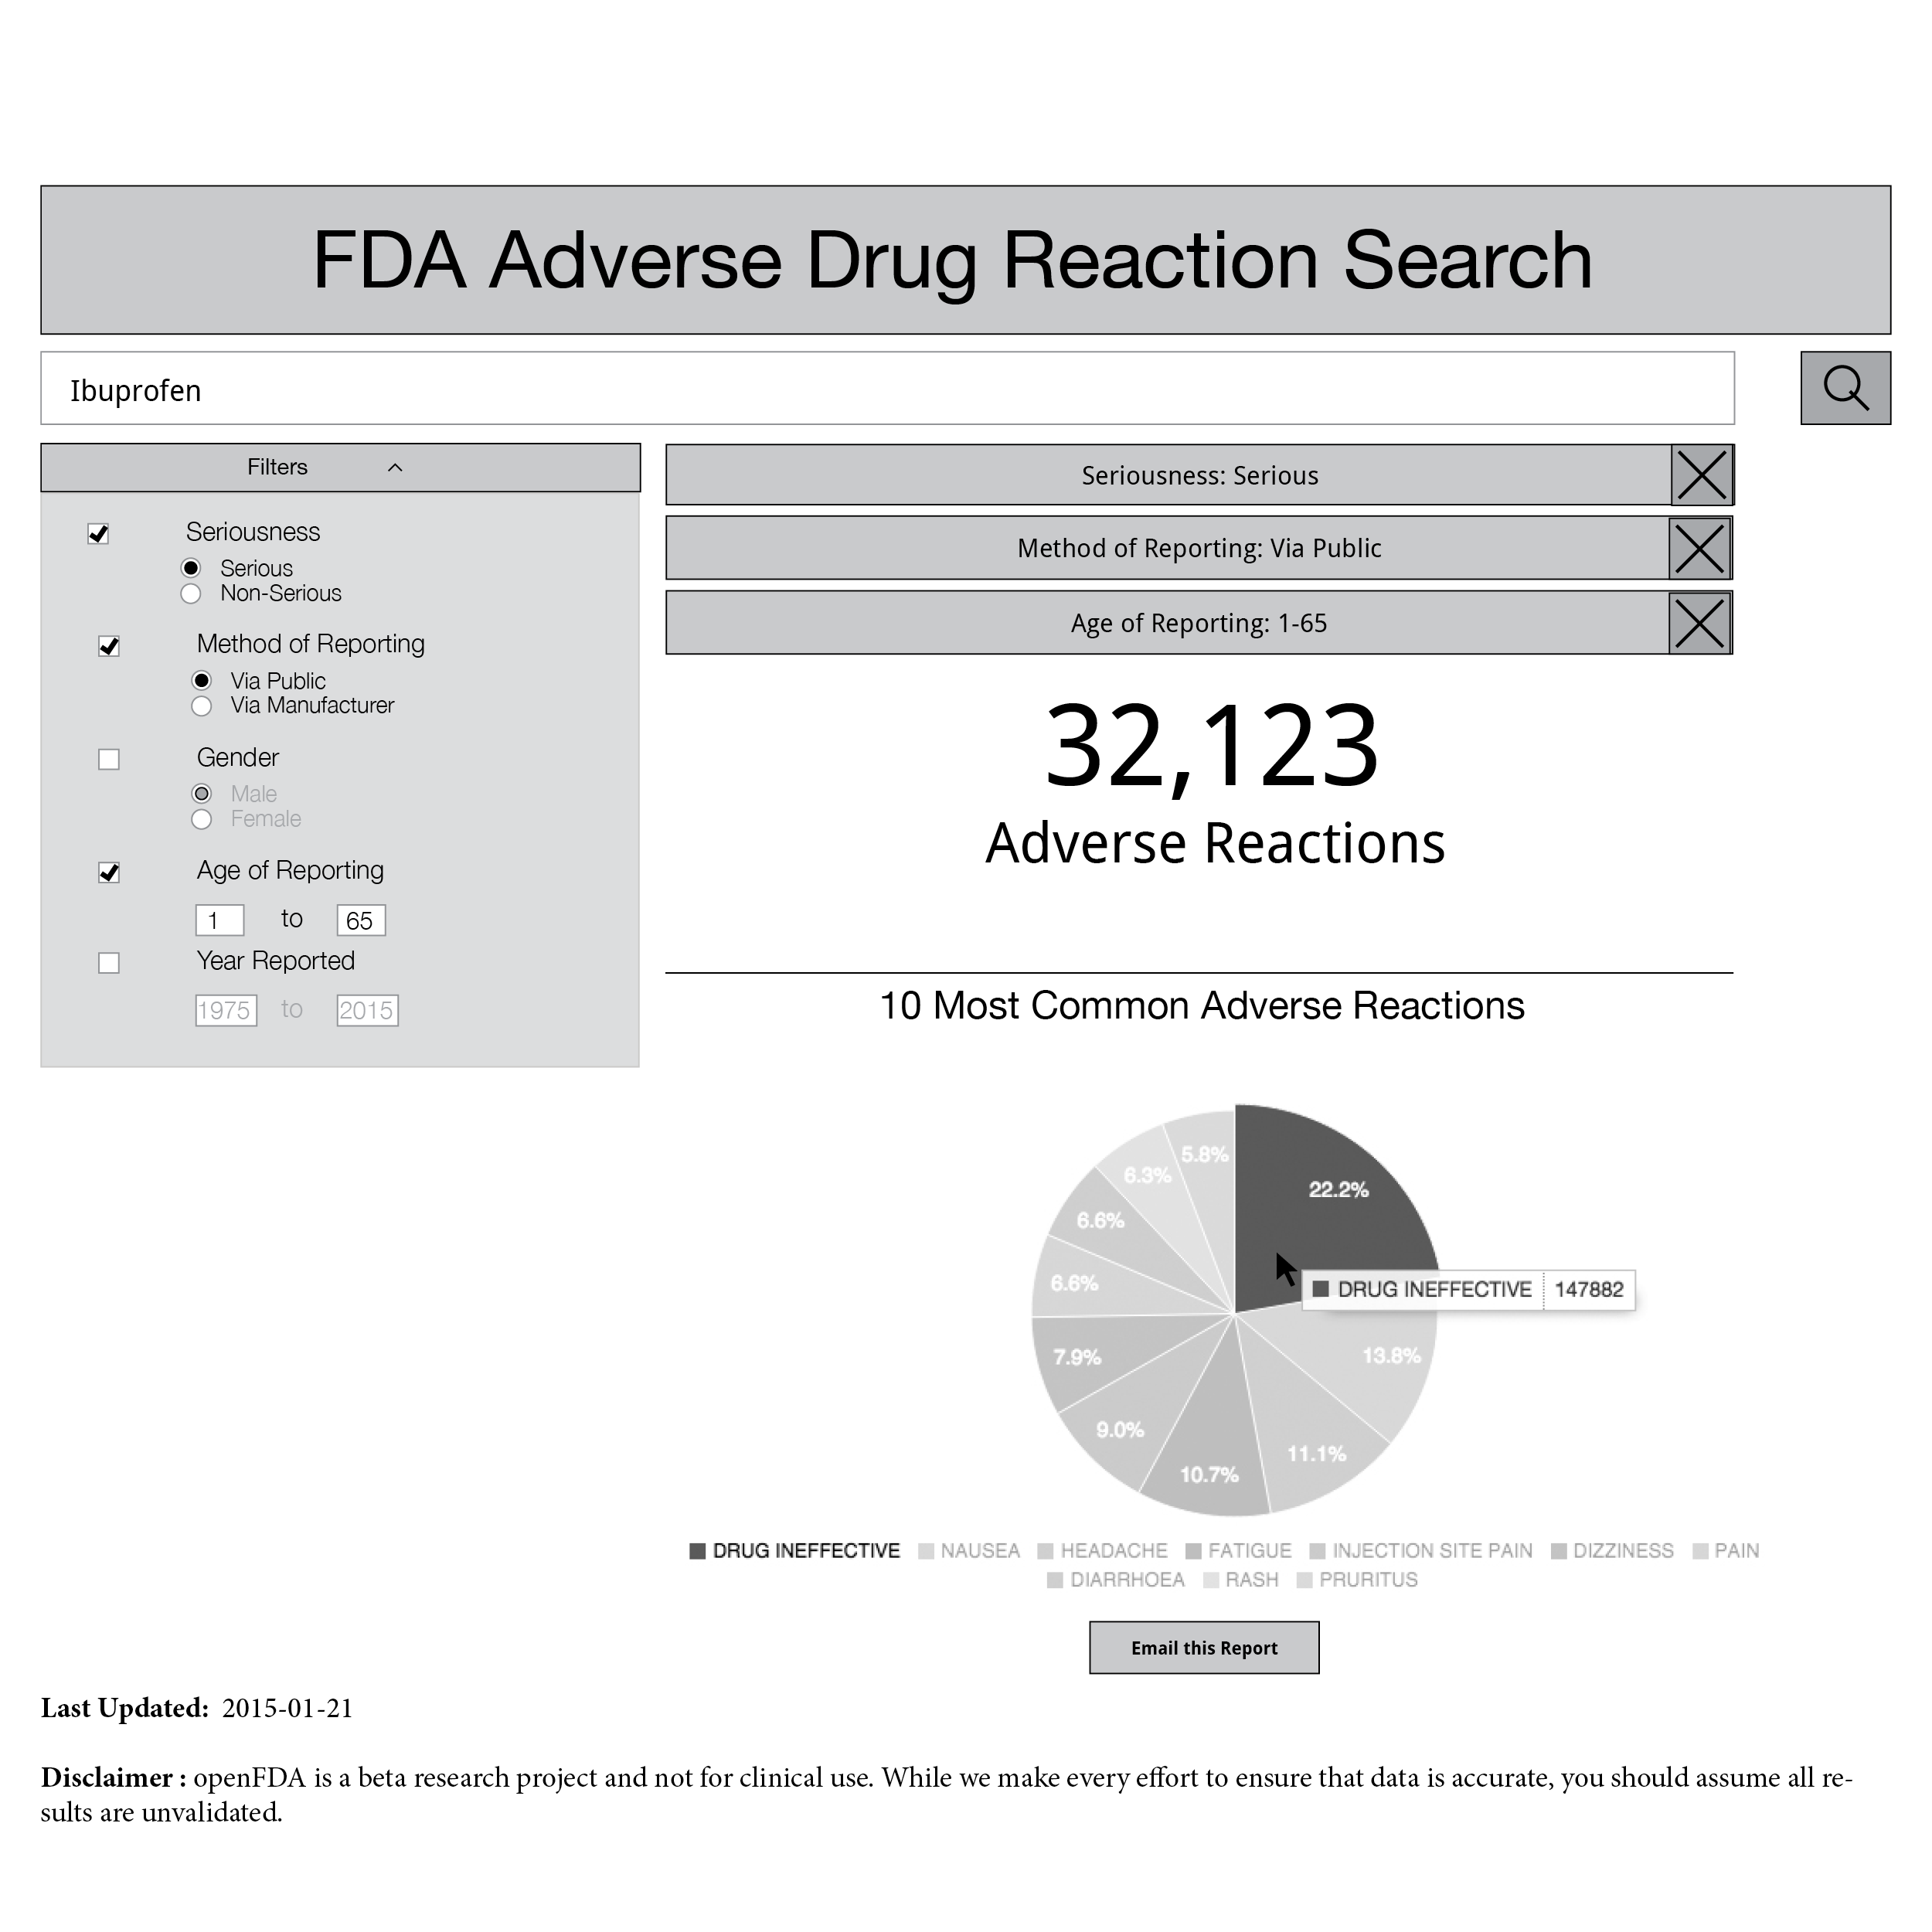 FDA Adverse Drug Reaction Search
Ibuprofen
Filters
Seriousness
Serious
Non-Serious
Method of Reporting
Via Public
Via Manufacturer
Gender
Male
Female
Age of Reporting
1 to 65
Year Reported
1975 to 2015
Seriousness: Serious
Method of Reporting: Via Public
Age of Reporting: 1-65
32,123
Adverse Reactions
10 Most Common Adverse Reactions
5.8%
6.3%
22.2%
6.6%
6.6%
DRUG INEFFECTIVE 147882
7.9%
13.8%
9.0%
11.1%
10.7%
DRUG INEFFECTIVE NAUSEA HEADACHE FATIGUE INJECTION SITE PAIN DIZZINESS PAIN
DIARRHOEA RASH PRURITUS
Email this Report
Last Updated: 2015-01-21
Disclaimer : openFDA is a beta research project and not for clinical use. While we make every effort to ensure that data is accurate, you should assume all re-
sults are unvalidated.